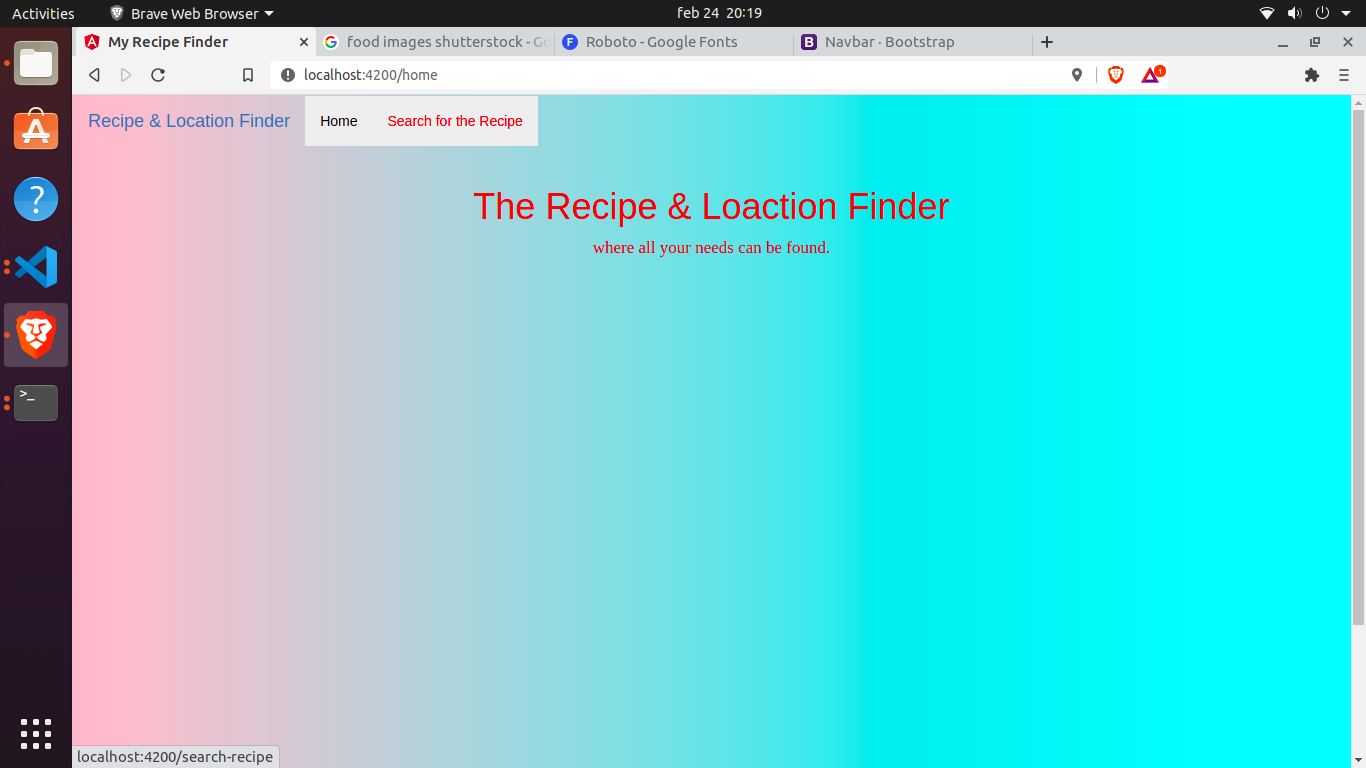 Activities
Brave Web Browser
feb 24 20:19
My Recipe Finder
food images shutterstock - Go
Roboto - Google Fonts
B
Navbar · Bootstrap
F
localhost:4200/home
1
Recipe & Location Finder
Home
Search for the Recipe
The Recipe & Loaction Finder
where all your needs can be found.
>_
localhost:4200/search-recipe